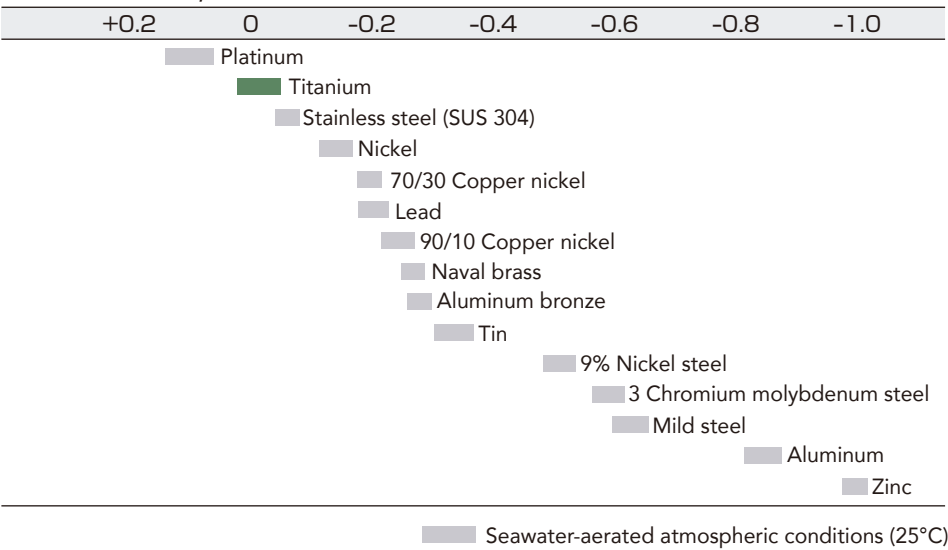 +0.2 0 -0.2 -0.4 -0.6 -0.8 -1.0
Platinum
Titanium
Stainless steel (SUS 304)
Nickel
70/30 Copper nickel
Lead
90/10 Copper nickel
Naval brass
Aluminum bronze
Tin
9% Nickel steel
3 Chromium molybdenum steel
Mild steel
Aluminum
Zinc
Seawater-aerated atmospheric conditions (25°C)